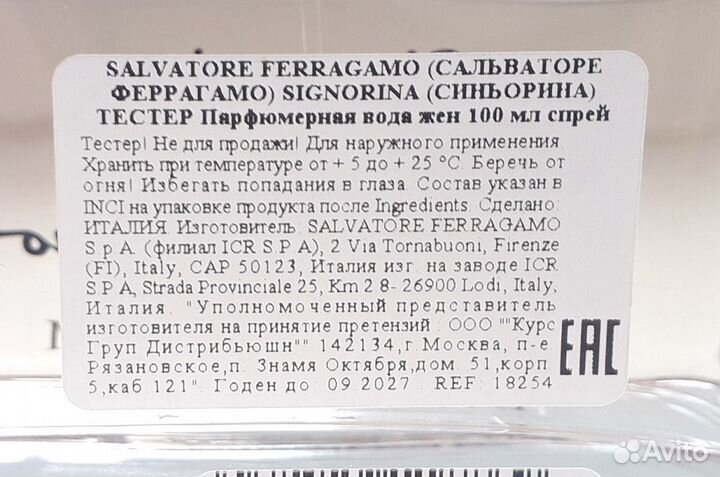 SALVATORE FERRAGAMO (САЛЬВАТОРЕ
ФЕРРАГАМО) SIGNORINA (СИНЬОРИНА)
ТЕСТЕР Парфюмерная вода жен 100 мл спрей
Тестер! Не для продажи! Для наружного применения.
Хранить при температуре от + 5 до + 25 °C. Беречь от
огня! Избегать попадания в глаза. Состав указан в
INCI на упаковке продукта после Ingredients. Сделано:
ИТАЛИЯ. Изготовитель: SALVATORE FERRAGAMO
S.p.A. (филиал ICR S P A), 2 Via Tornabuoni, Firenze
(FI), Italy, CAP 50123, Италия изг. на заводе ICR
S P A, Strada Provinciale 25, Km 2 8- 26900 Lodi, Italy,
Италия. "Уполномоченный представитель
изготовителя на принятие претензий : ООО ""Курс
Груп Дистрибьюшн"" 142134,г. Москва, п-е
Рязановское,п. Знамя Октября,дом. 51,корп.
5,каб.121". Годен до: 09.2027 . REF: 18254
EAC
Avito